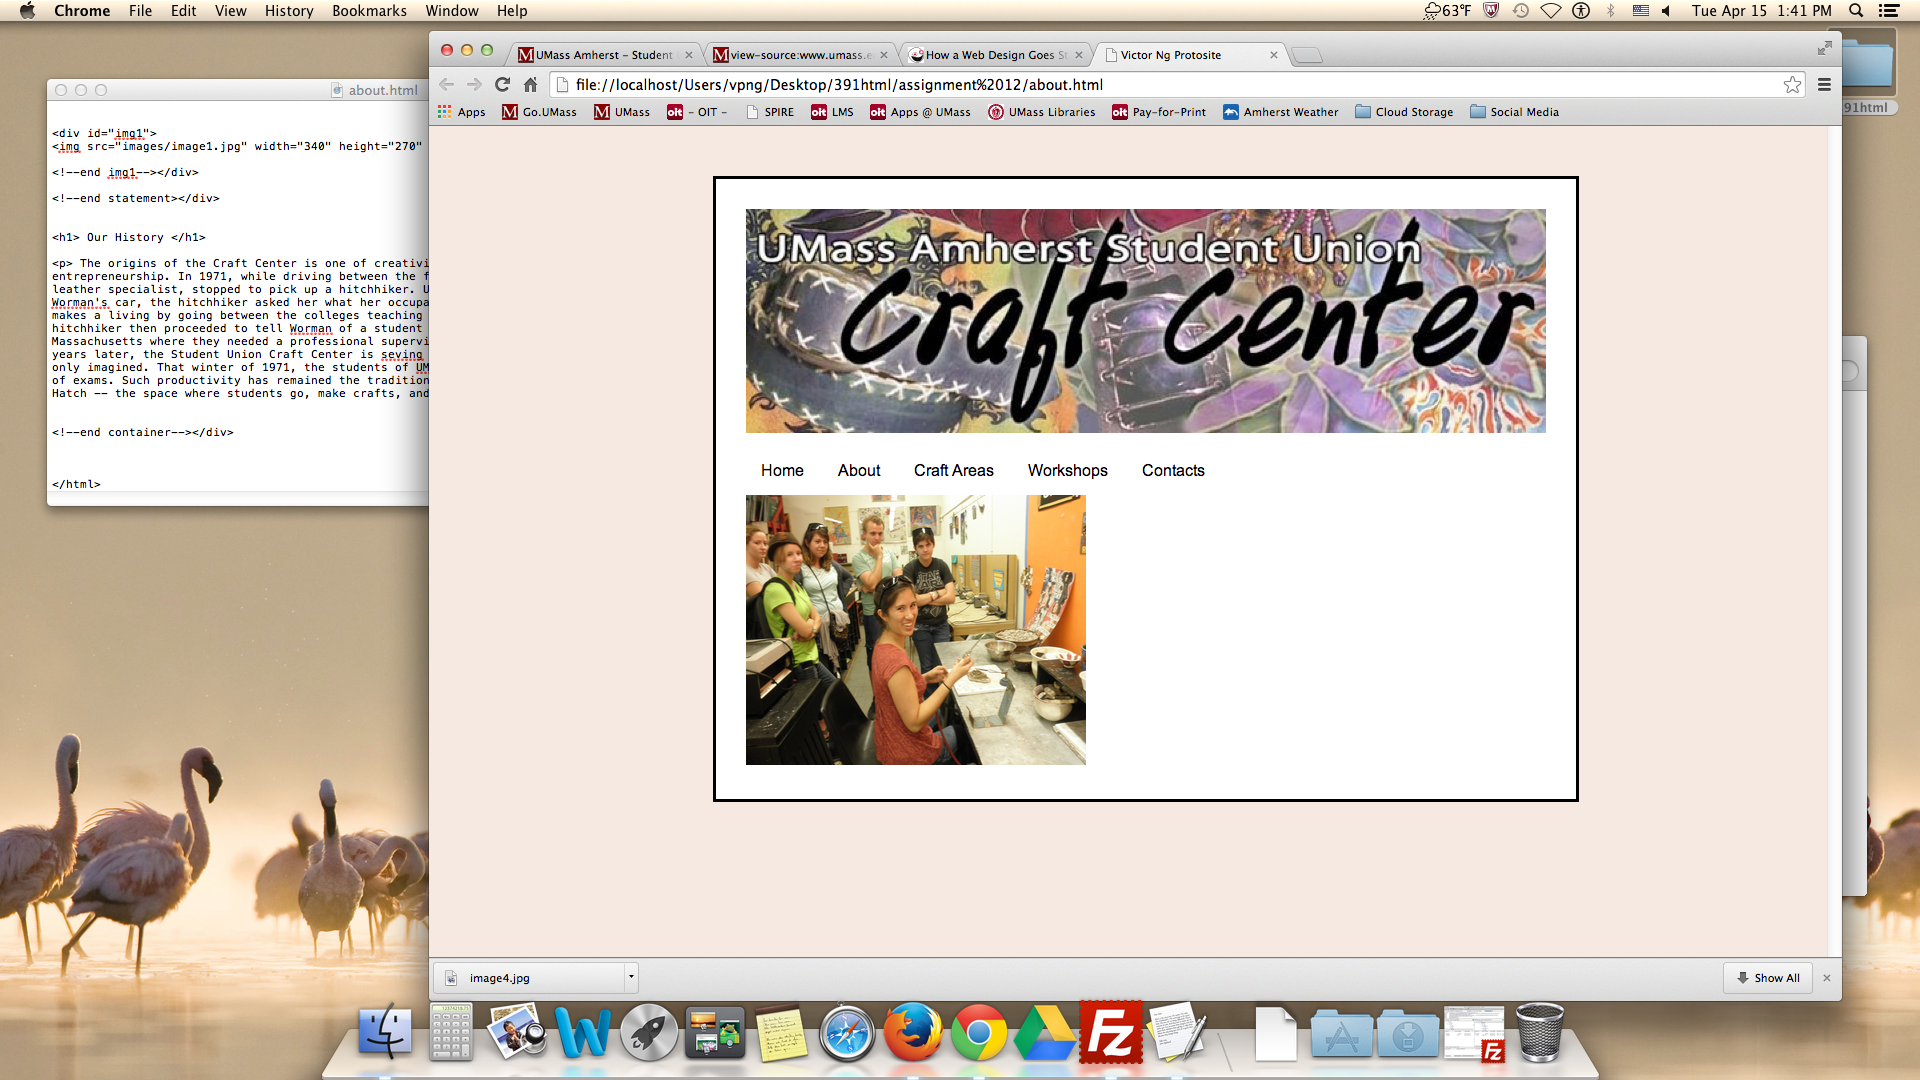 Chrome File Edit View History Bookmarks Window Help
63°F
Tue Apr 15 1:41 PM
about.html
<div id="img1">
<img src="images/image1.jpg" width="340" height="270"
<!--end img1--></div>
<!--end statement></div>
<h1> Our History </h1>
<p> The origins of the Craft Center is one of creativi
entrepreneurship. In 1971, while driving between the f
leather specialist, stopped to pick up a hitchhiker. U
Worman's car, the hitchhiker asked her what her occupa
makes a living by going between the colleges teaching
hitchhiker then proceeded to tell Worman of a student
Massachusetts where they needed a professional supervi
years later, the Student Union Craft Center is seving
only imagined. That winter of 1971, the students of UM
of exams. Such productivity has remained the tradition
Hatch -- the space where students go, make crafts, and
<!--end container--></div>
</html>
UMass Amherst – Student
view-source:www.umass.e
How a Web Design Goes St
Victor Ng Protosite
file://localhost/Users/vpng/Desktop/391html/assignment%2012/about.html
Apps Go.UMass UMass oit - OIT - SPIRE oit LMS oit Apps @ UMass UMass Libraries oit Pay-for-Print Amherst Weather Cloud Storage Social Media
91html
UMass Amherst Student Union
Craft Center
Home About Craft Areas Workshops Contacts
image4.jpg
Show All